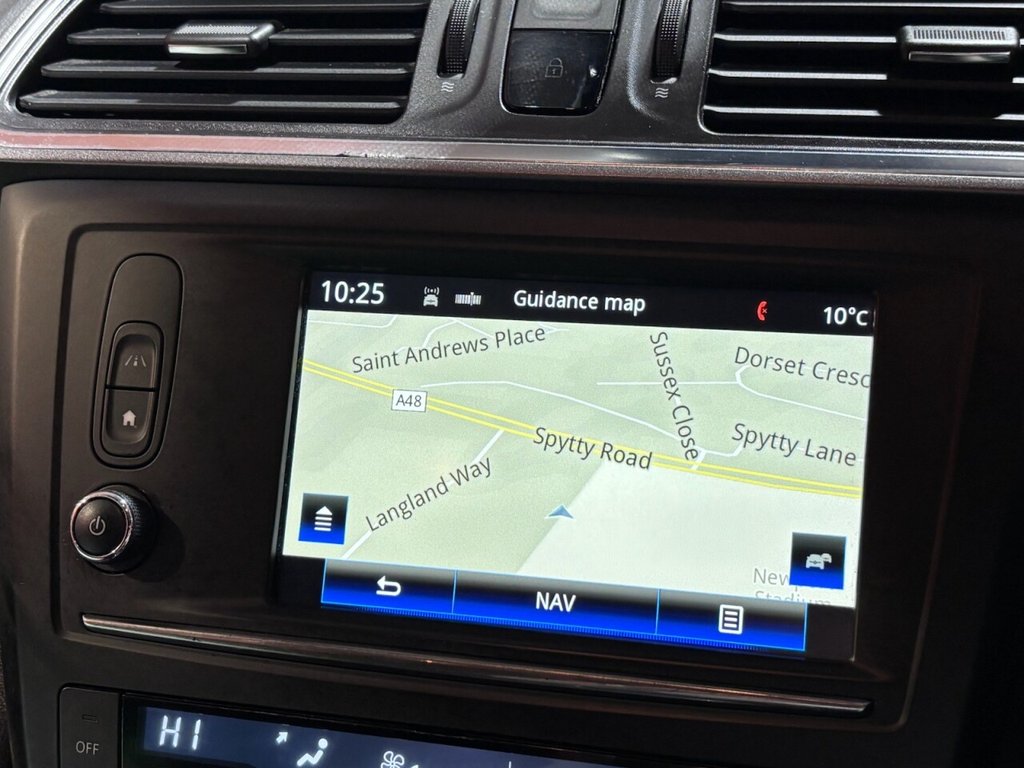 10:25
Guidance map
10°C
Saint Andrews Place
Sussex Close
Dorset Cresc
A48
Spytty Road
Spytty Lane
Langland Way
Stadium
NAV
HI
OFF